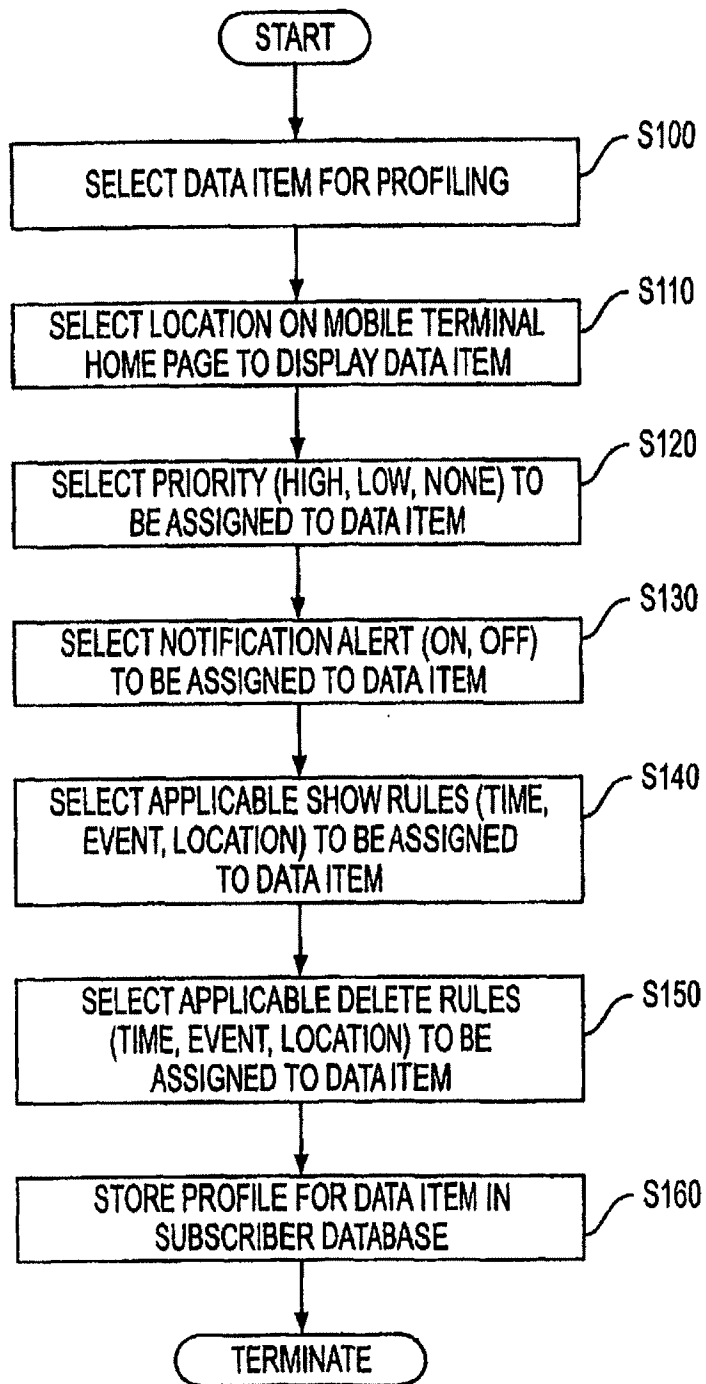 START
S100
SELECT DATA ITEM FOR PROFILING
S110
SELECT LOCATION ON MOBILE TERMINAL
HOME PAGE TO DISPLAY DATA ITEM
S120
SELECT PRIORITY (HIGH, LOW, NONE) TO
BE ASSIGNED TO DATA ITEM
S130
SELECT NOTIFICATION ALERT (ON, OFF)
TO BE ASSIGNED TO DATA ITEM
S140
SELECT APPLICABLE SHOW RULES (TIME,
EVENT, LOCATION) TO BE ASSIGNED
TO DATA ITEM
S150
SELECT APPLICABLE DELETE RULES
(TIME, EVENT, LOCATION) TO BE
ASSIGNED TO DATA ITEM
S160
STORE PROFILE FOR DATA ITEM IN
SUBSCRIBER DATABASE
TERMINATE